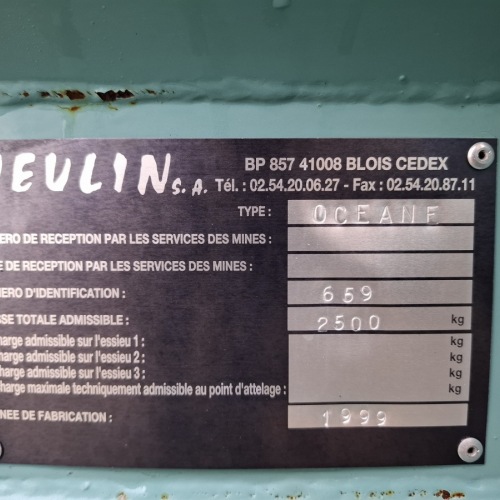 JEULIN S.A.
BP 857 41008 BLOIS CEDEX
Tél. : 02.54.20.06.27 - Fax : 02.54.20.87.11
TYPE : OCEANE
ERO DE RECEPTION PAR LES SERVICES DES MINES :
E DE RECEPTION PAR LES SERVICES DES MINES :
ERO D'IDENTIFICATION : 659
SSE TOTALE ADMISSIBLE : 2500 kg
harge admissible sur l'essieu 1 : kg
harge admissible sur l'essieu 2 : kg
harge admissible sur l'essieu 3 : kg
harge maximale techniquement admissible au point d'attelage : kg
NEE DE FABRICATION : 1999